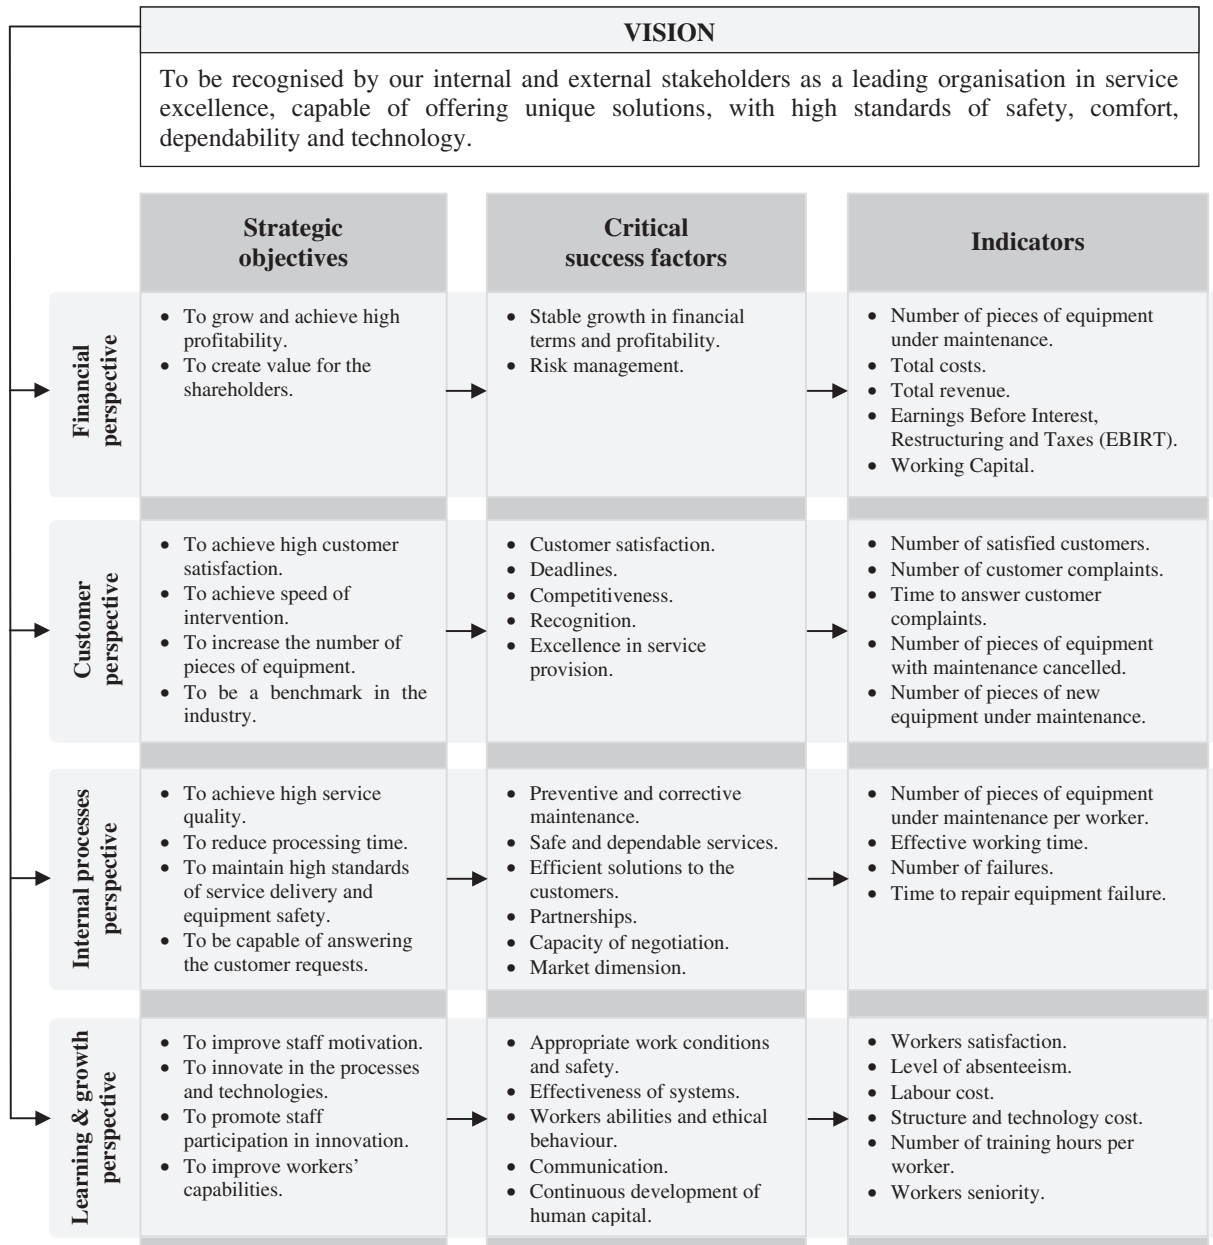 VISION
To be recognised by our internal and external stakeholders as a leading organisation in service
excellence, capable of offering unique solutions, with high standards of safety, comfort,
dependability and technology.
Strategic
objectives
Critical
success factors
Indicators
Financial
perspective
• To grow and achieve high
profitability.
• To create value for the
shareholders.
• Stable growth in financial
terms and profitability.
• Risk management.
• Number of pieces of equipment
under maintenance.
• Total costs.
• Total revenue.
• Earnings Before Interest,
Restructuring and Taxes (EBIRT).
• Working Capital.
Customer
perspective
• To achieve high customer
satisfaction.
• To achieve speed of
intervention.
• To increase the number of
pieces of equipment.
• To be a benchmark in the
industry.
• Customer satisfaction.
• Deadlines.
• Competitiveness.
• Recognition.
• Excellence in service
provision.
• Number of satisfied customers.
• Number of customer complaints.
• Time to answer customer
complaints.
• Number of pieces of equipment
with maintenance cancelled.
• Number of pieces of new
equipment under maintenance.
Internal processes
perspective
• To achieve high service
quality.
• To reduce processing time.
• To maintain high standards
of service delivery and
equipment safety.
• To be capable of answering
the customer requests.
• Preventive and corrective
maintenance.
• Safe and dependable services.
• Efficient solutions to the
customers.
• Partnerships.
• Capacity of negotiation.
• Market dimension.
• Number of pieces of equipment
under maintenance per worker.
• Effective working time.
• Number of failures.
• Time to repair equipment failure.
Learning & growth
perspective
• To improve staff motivation.
• To innovate in the processes
and technologies.
• To promote staff
participation in innovation.
• To improve workers'
capabilities.
• Appropriate work conditions
and safety.
• Effectiveness of systems.
• Workers abilities and ethical
behaviour.
• Communication.
• Continuous development of
human capital.
• Workers satisfaction.
• Level of absenteeism.
• Labour cost.
• Structure and technology cost.
• Number of training hours per
worker.
• Workers seniority.